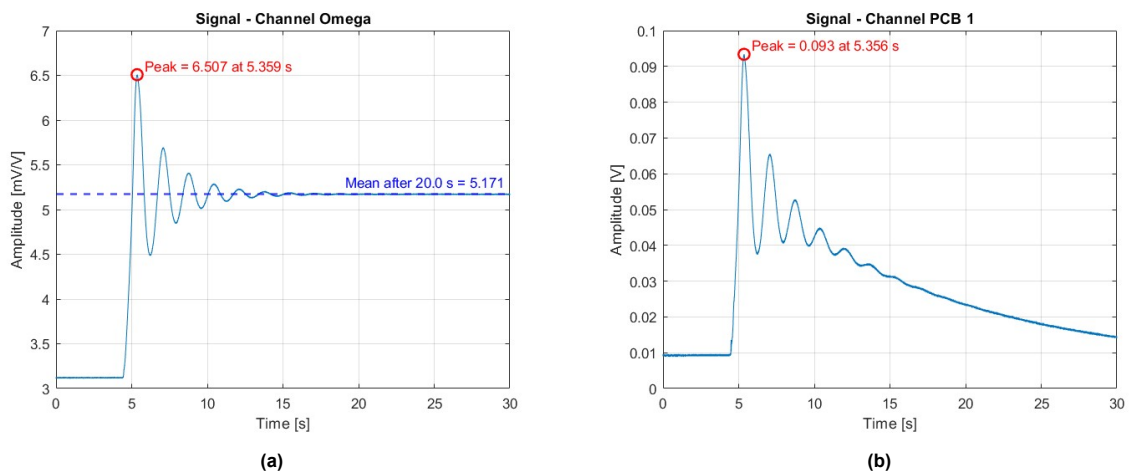 Signal - Channel Omega
7
6.5
6
5.5
5
4.5
4
3.5
3
Amplitude [mV/V]
Peak = 6.507 at 5.359 s
Mean after 20.0 s = 5.171
0 5 10 15 20 25 30
Time [s]
(a)
Signal - Channel PCB 1
0.1
0.09
0.08
0.07
0.06
0.05
0.04
0.03
0.02
0.01
0
Amplitude [V]
Peak = 0.093 at 5.356 s
0 5 10 15 20 25 30
Time [s]
(b)